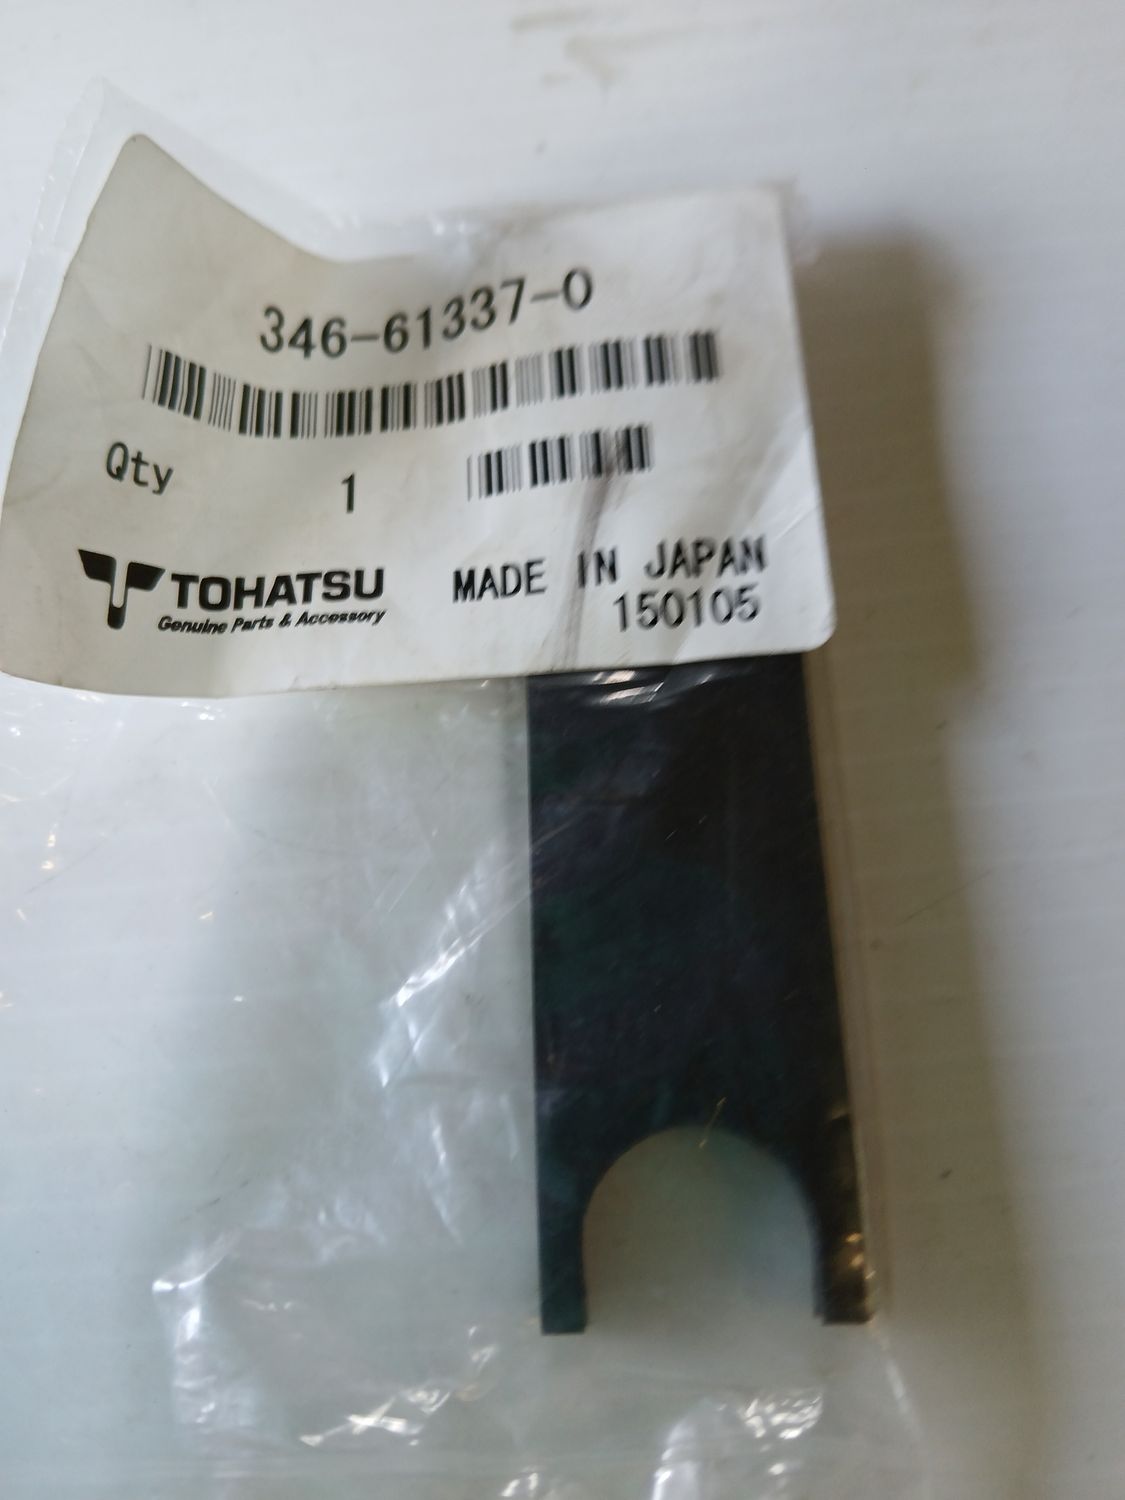 346-61337-0
Qty 1
TOHATSU
Genuine Parts & Accessory
MADE IN JAPAN
150105